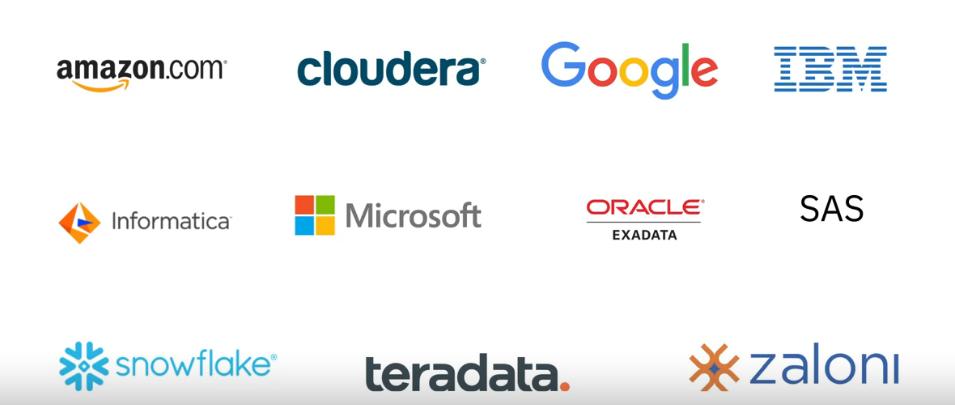 amazon.com®
cloudera®
Google
IBM
Informatica
Microsoft
ORACLE®
EXADATA
SAS
snowflake®
teradata.
zaloni